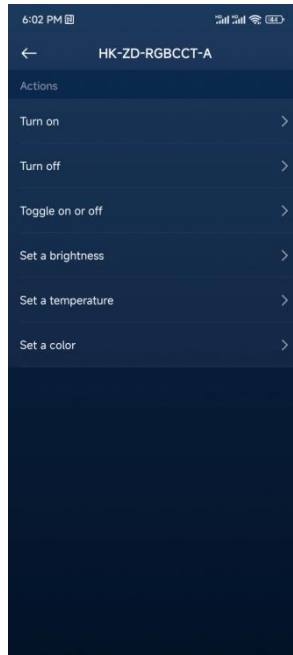 6:02 PM
HK-ZD-RGBCCT-A
Actions
Turn on
Turn off
Toggle on or off
Set a brightness
Set a temperature
Set a color